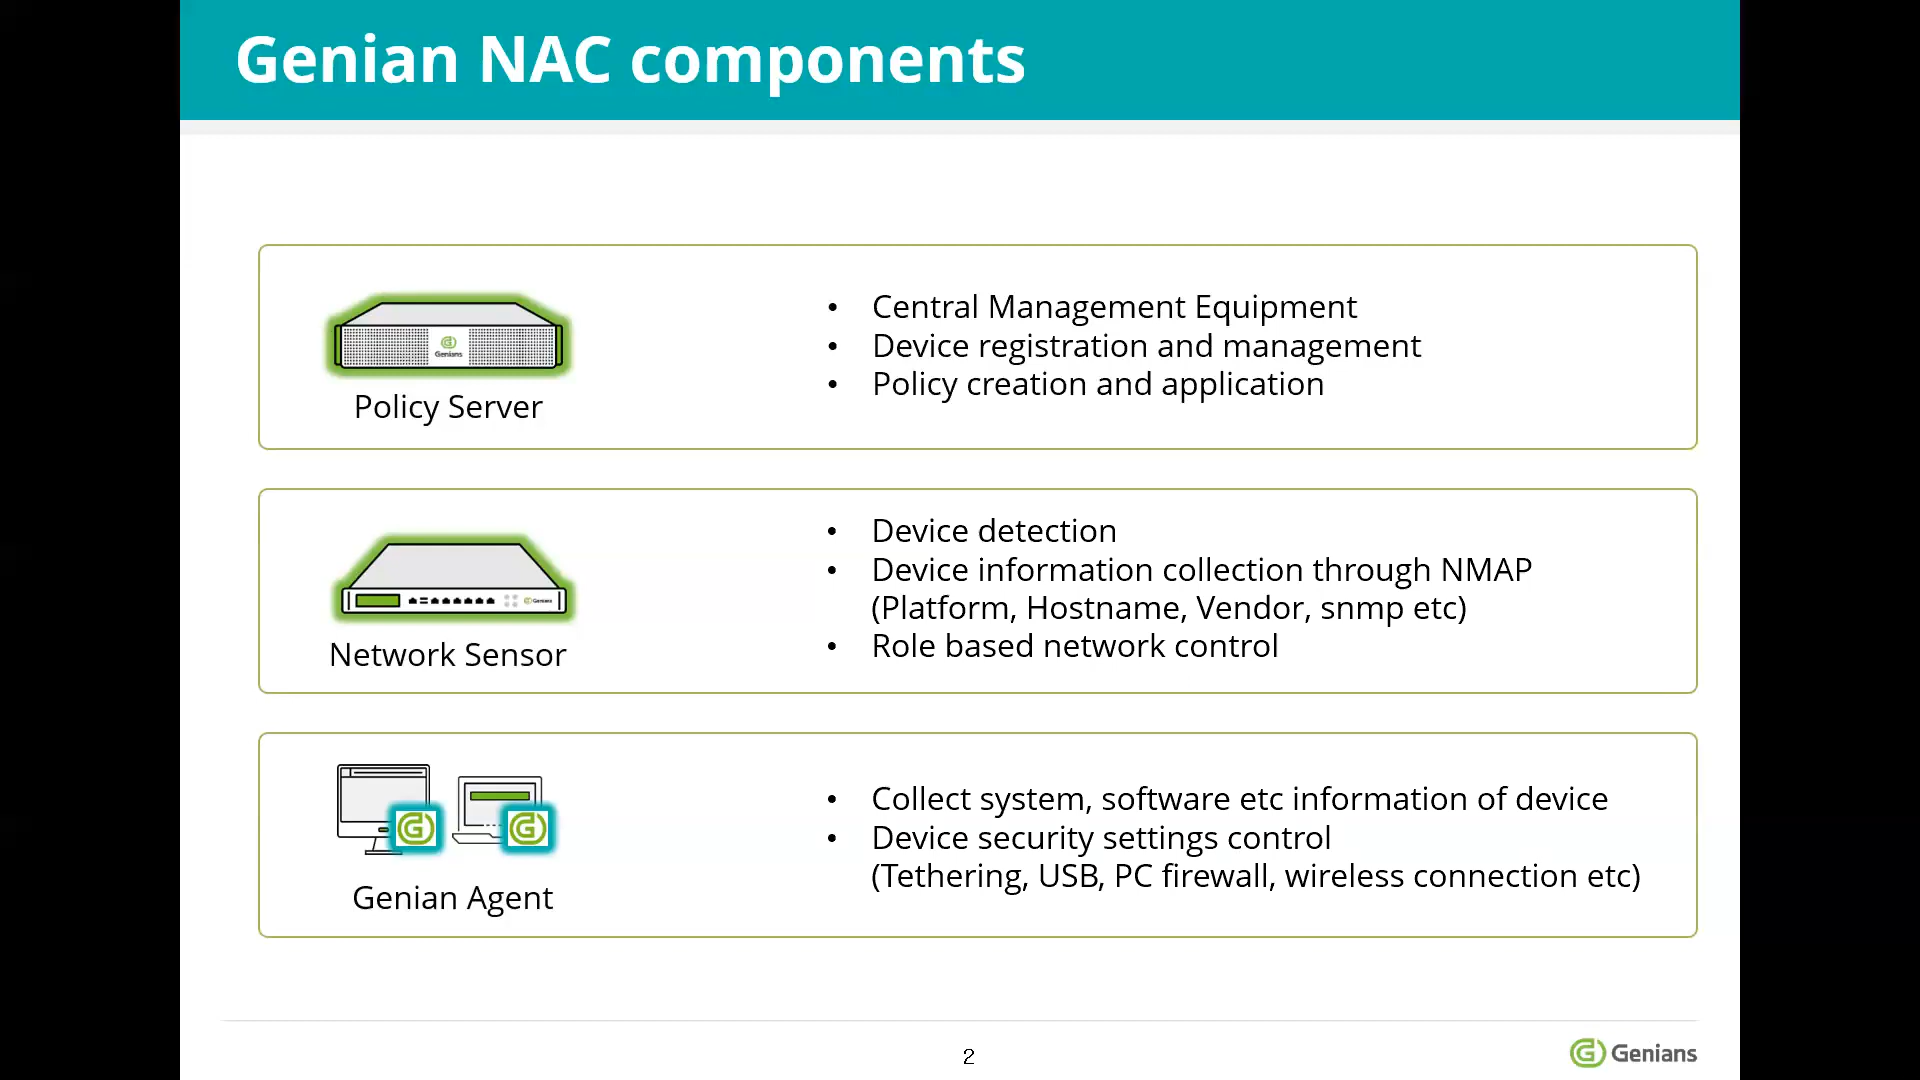 Genian NAC components
Genians
Policy Server
• Central Management Equipment
• Device registration and management
• Policy creation and application
Genians
Network Sensor
• Device detection
• Device information collection through NMAP
(Platform, Hostname, Vendor, snmp etc)
• Role based network control
Genian Agent
• Collect system, software etc information of device
• Device security settings control
(Tethering, USB, PC firewall, wireless connection etc)
2
Genians